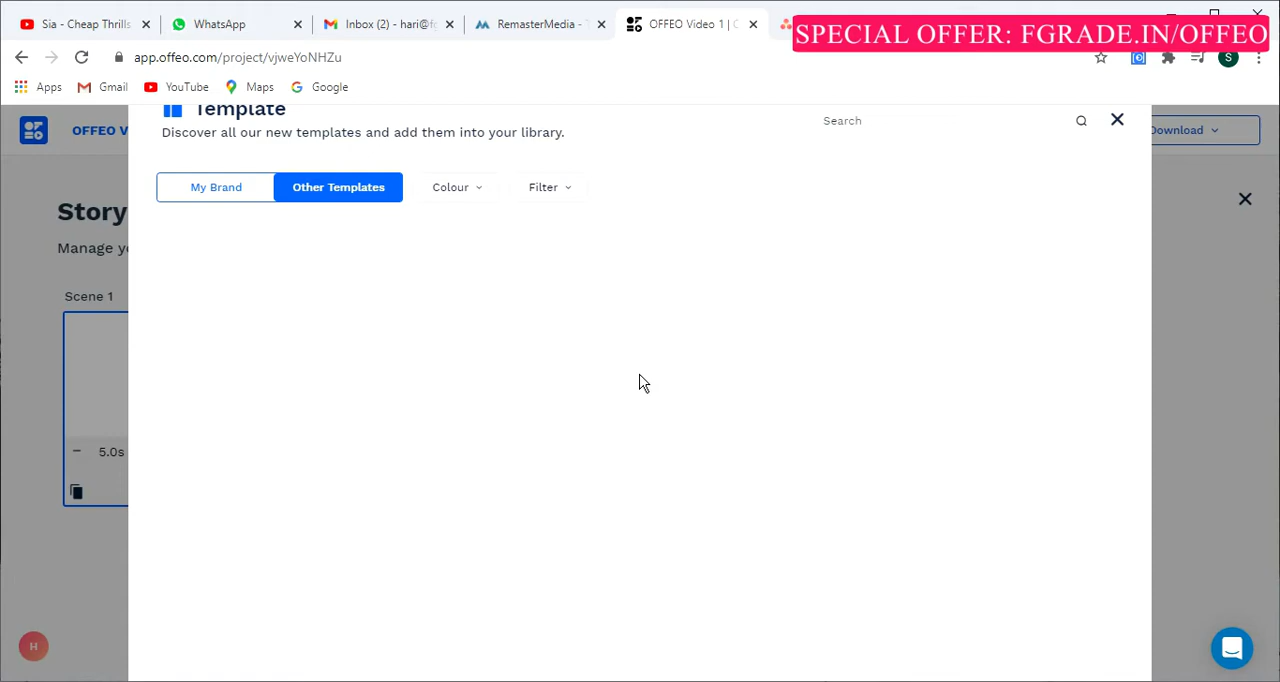 Sia - Cheap Thrills
WhatsApp
Inbox (2) - hari@f
RemasterMedia -
OFFEO Video 1 |
SPECIAL OFFER: FGRADE.IN/OFFEO
app.offeo.com/project/vjweYoNHZu
S
Apps
Gmail
YouTube
Maps
Google
OFFEO V
Template
Discover all our new templates and add them into your library.
Search
Download
My Brand
Other Templates
Colour
Filter
Story
Manage yo
Scene 1
5.0s
H